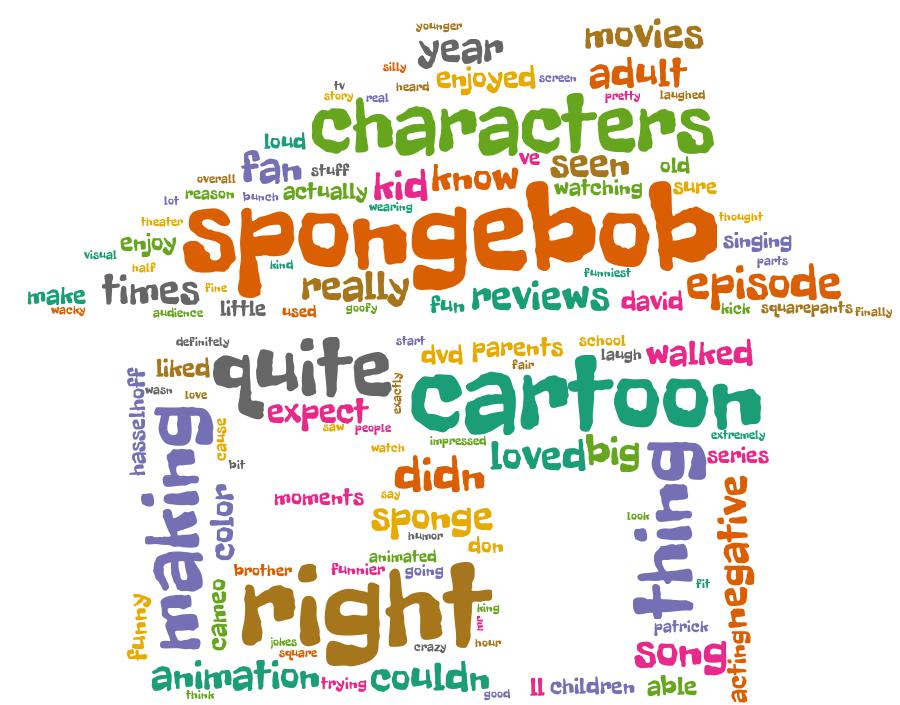 younger
year movies
silly enjoyed screen adult
tv heard
story real pretty laughed
loud characters
fan stuff ve seen old
overall kid know
lot reason bunch actually watching sure
wearing
theater spongebob thought
visual enjoy singing
half kind parts
funniest
make times fine really fun reviews david episode
wacky audience little used goofy kick squarepants finally
definitely quite start dvd parents school
laugh walked
liked fair
hasselhoff wasn love exactly cartoon
expect
cause saw people
impressed extremely
making bit watch loved big thing series
didn
color moments say negative
sponge look
humor
don
animated
brother funnier going
funny cameo right king fit
mr patrick
jokes crazy hour
square song acting
animation trying couldn
think good ll children able